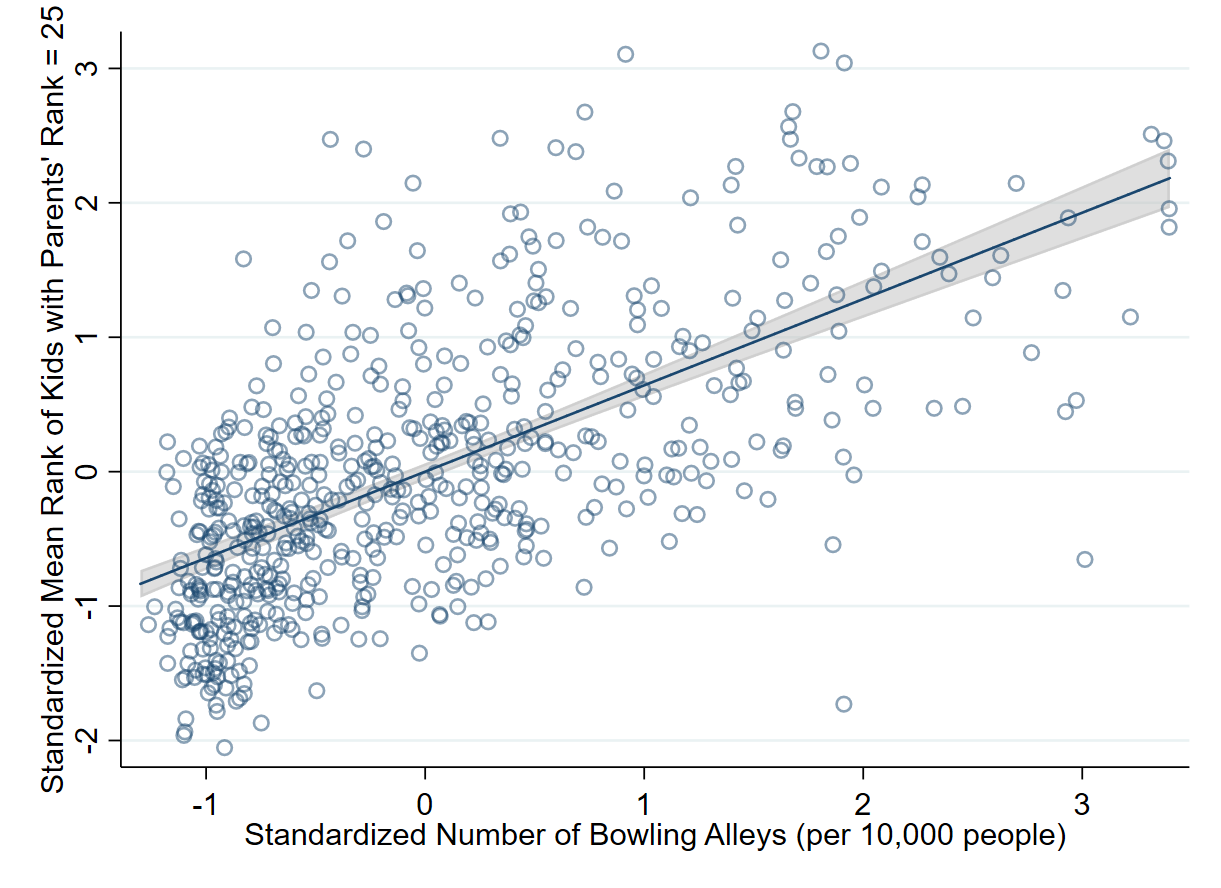 Standardized Mean Rank of Kids with Parents' Rank = 25
3
2
1
0
-1
-2
-1 0 1 2 3
Standardized Number of Bowling Alleys (per 10,000 people)